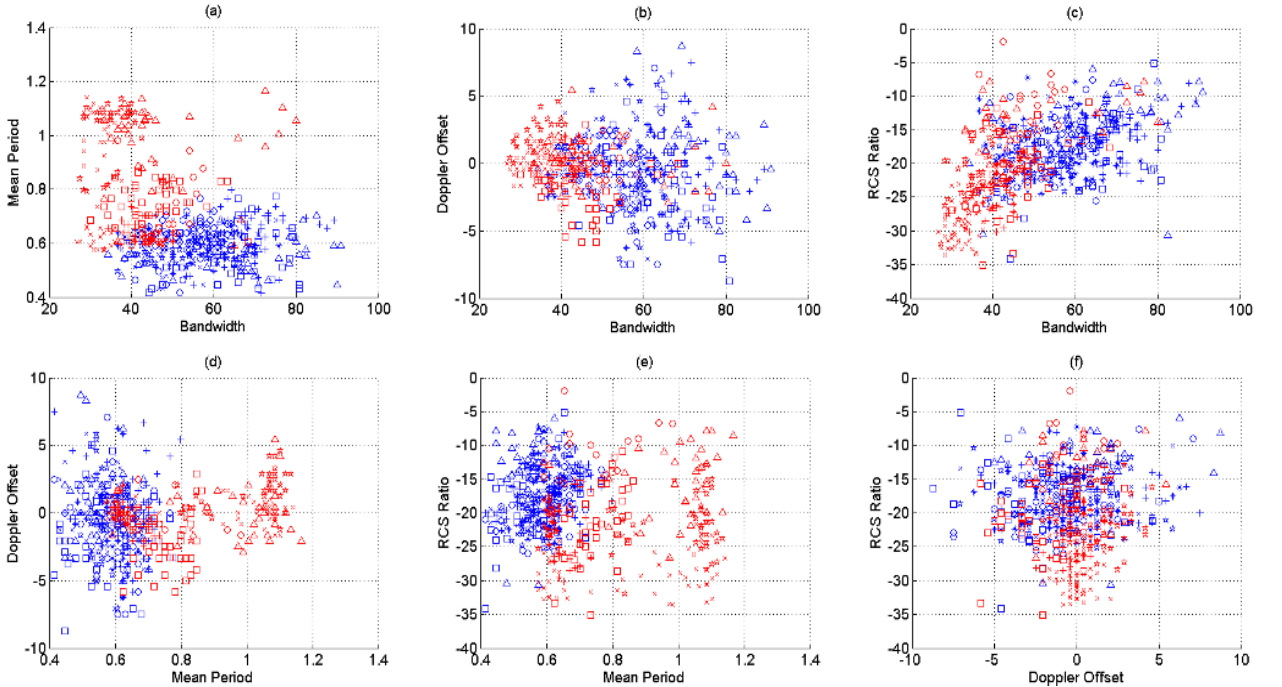 (a)
1.4
1.2
1
0.8
0.6
0.4
Mean Period
20 40 60 80 100
Bandwidth
(b)
10
5
0
-5
-10
Doppler Offset
20 40 60 80 100
Bandwidth
(c)
0
-5
-10
-15
-20
-25
-30
-35
-40
RCS Ratio
20 40 60 80 100
Bandwidth
(d)
10
5
0
-5
-10
Doppler Offset
0.4 0.6 0.8 1 1.2 1.4
Mean Period
(e)
0
-5
-10
-15
-20
-25
-30
-35
-40
RCS Ratio
0.4 0.6 0.8 1 1.2 1.4
Mean Period
(f)
0
-5
-10
-15
-20
-25
-30
-35
-40
RCS Ratio
-10 -5 0 5 10
Doppler Offset